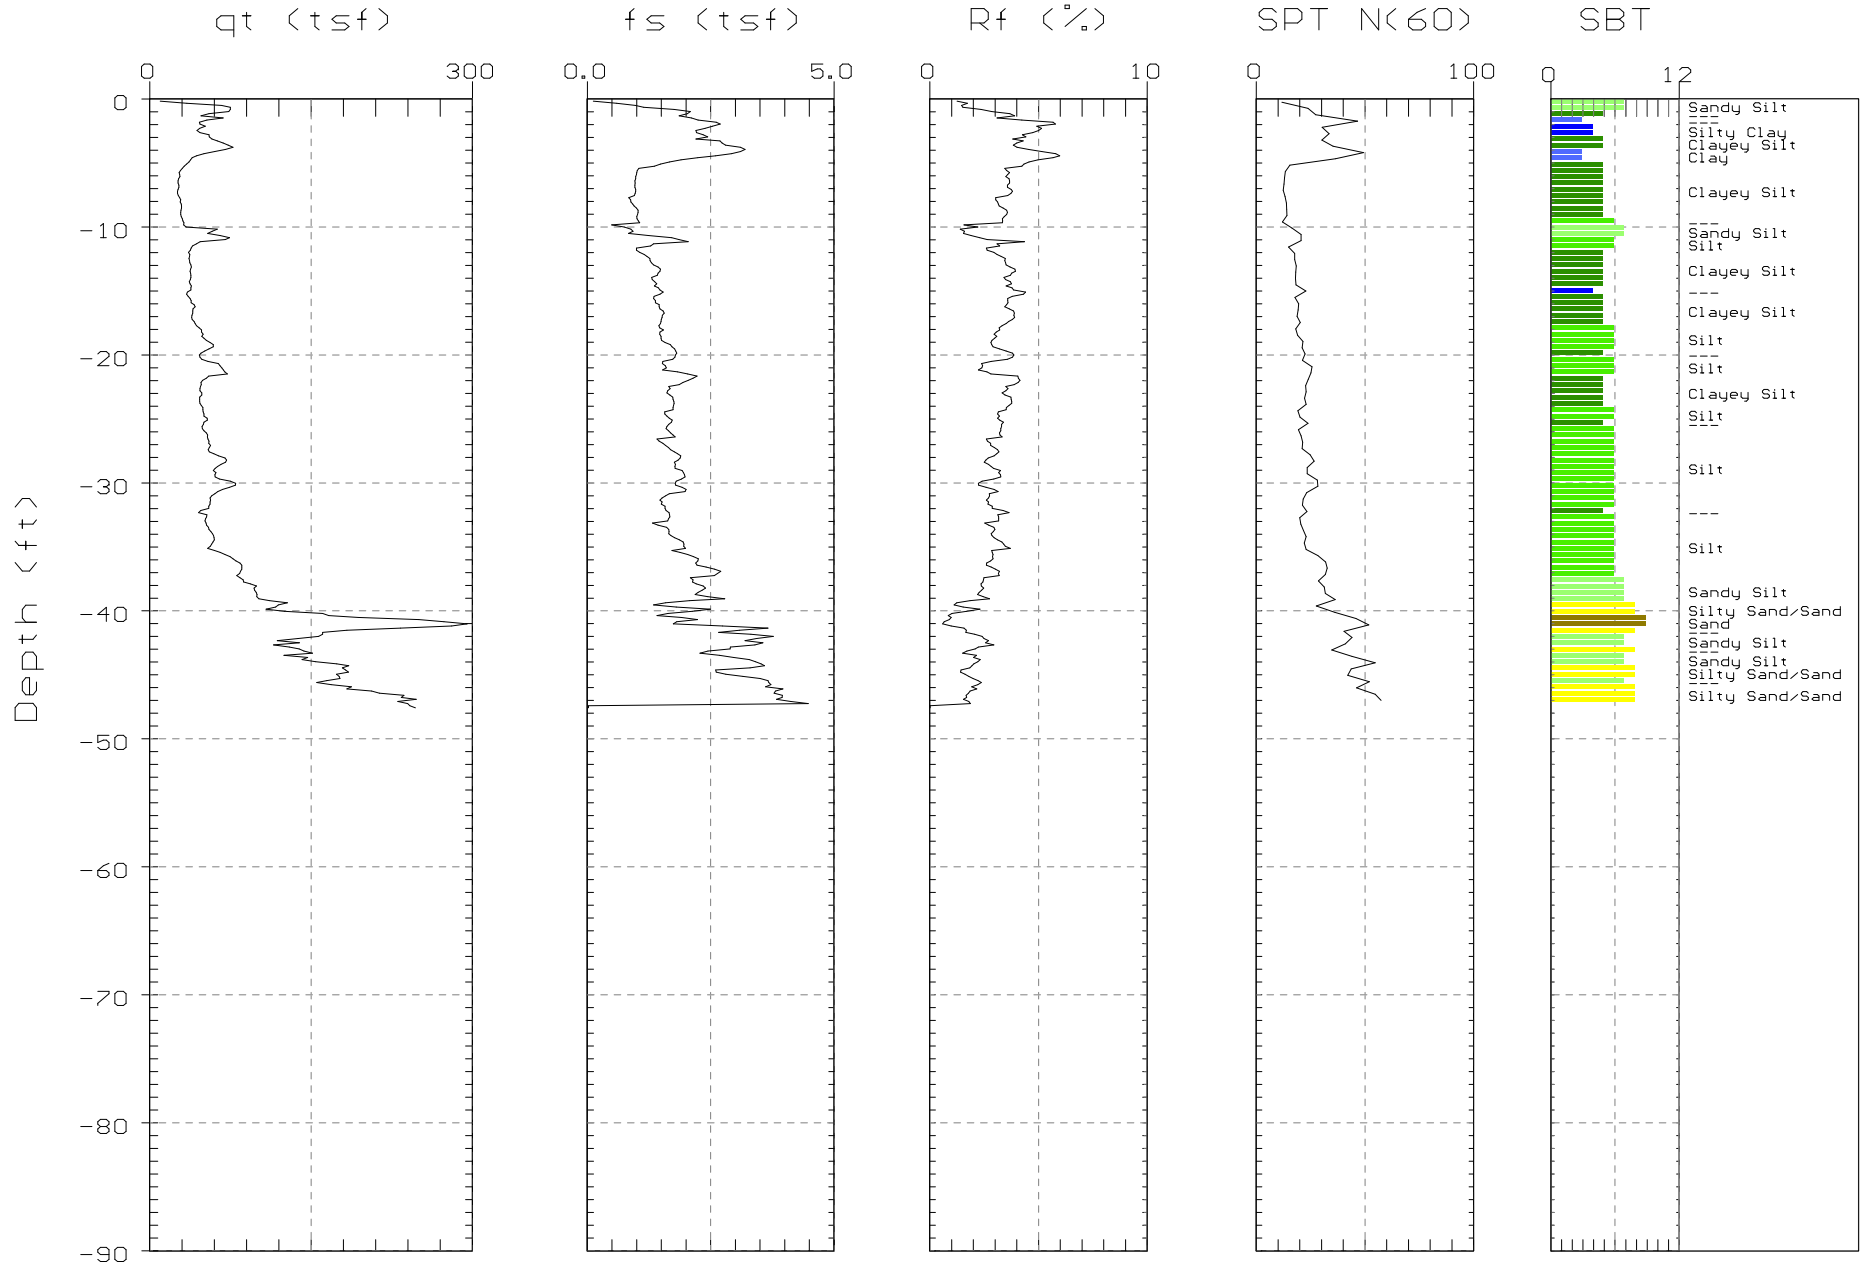 qt (tsf) fs (tsf) Rf (%) SPT N(60) SBT
0 300 0.0 5.0 0 10 0 100 0 12
0
-10
-20
-30
-40
-50
-60
-70
-80
-90
Depth (ft)
Sandy Silt
---
Silty Clay
Clayey Silt
Clay
Clayey Silt
---
Sandy Silt
Silt
Clayey Silt
---
Clayey Silt
Silt
---
Silt
Clayey Silt
Silt
---
Silt
---
Silt
Sandy Silt
Silty Sand/Sand
Sand
---
Sandy Silt
---
Sandy Silt
Silty Sand/Sand
---
Silty Sand/Sand